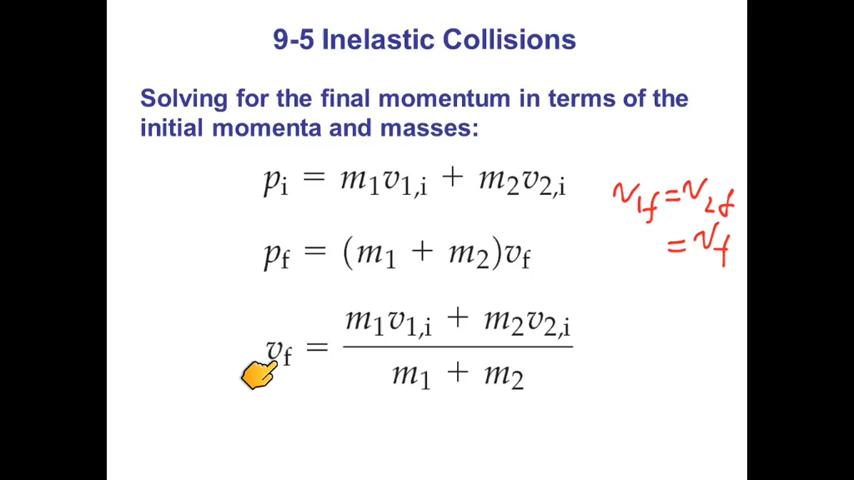 9-5 Inelastic Collisions
Solving for the final momentum in terms of the
initial momenta and masses:
pᵢ = m₁v₁,ᵢ + m₂v₂,ᵢ
v₁f = v₂f
= vf
pf = (m₁ + m₂)vf
vf = (m₁v₁,ᵢ + m₂v₂,ᵢ) / (m₁ + m₂)